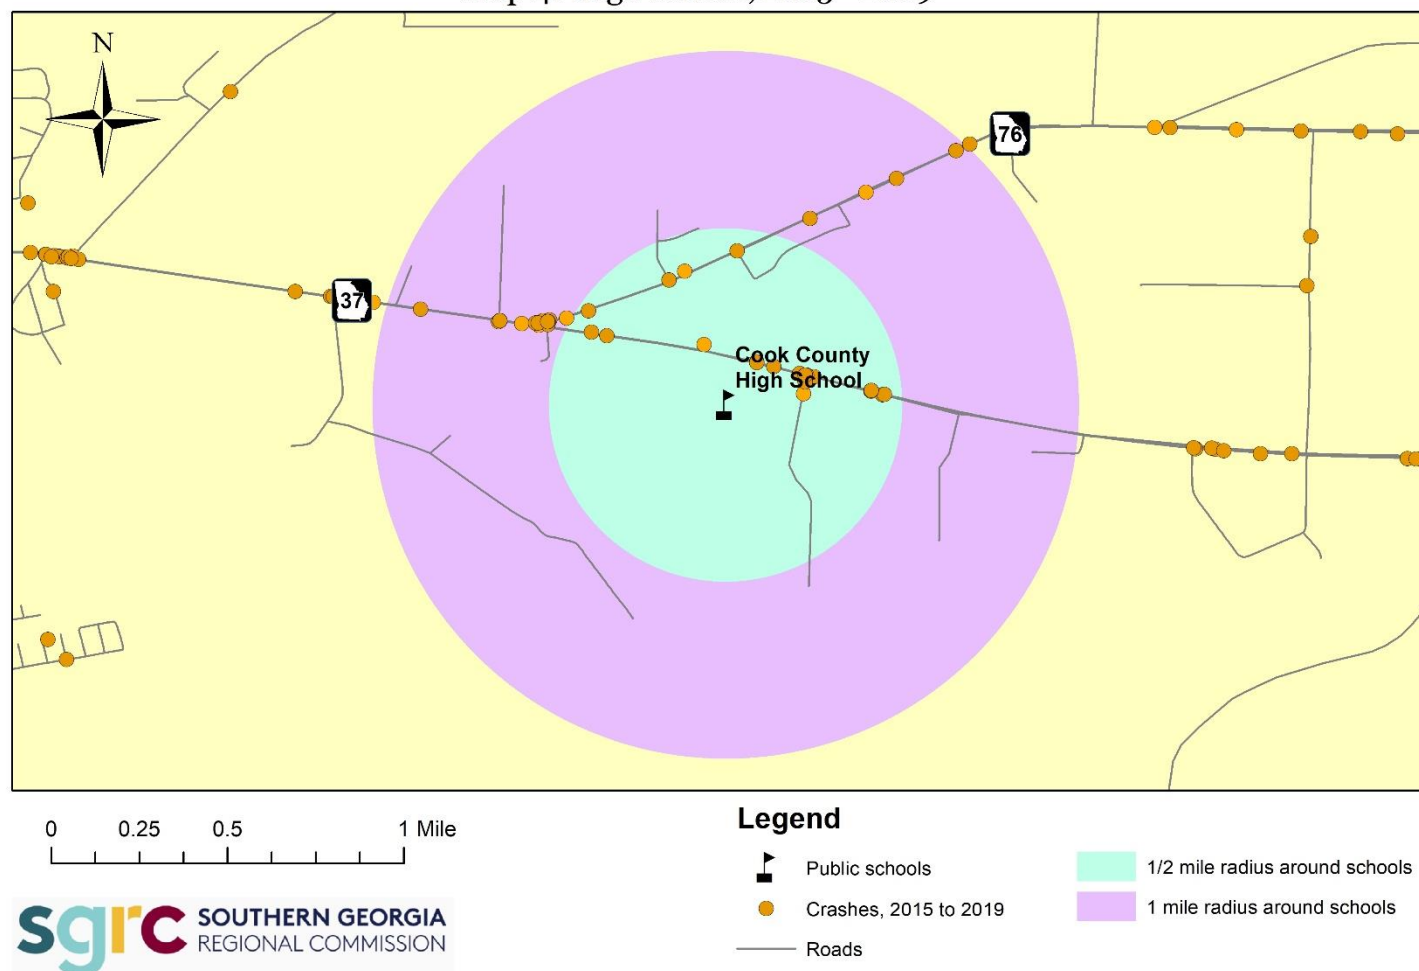 N
76
37
Cook County
High School
0 0.25 0.5 1 Mile
Legend
Public schools
Crashes, 2015 to 2019
Roads
1/2 mile radius around schools
1 mile radius around schools
sgrc SOUTHERN GEORGIA
REGIONAL COMMISSION